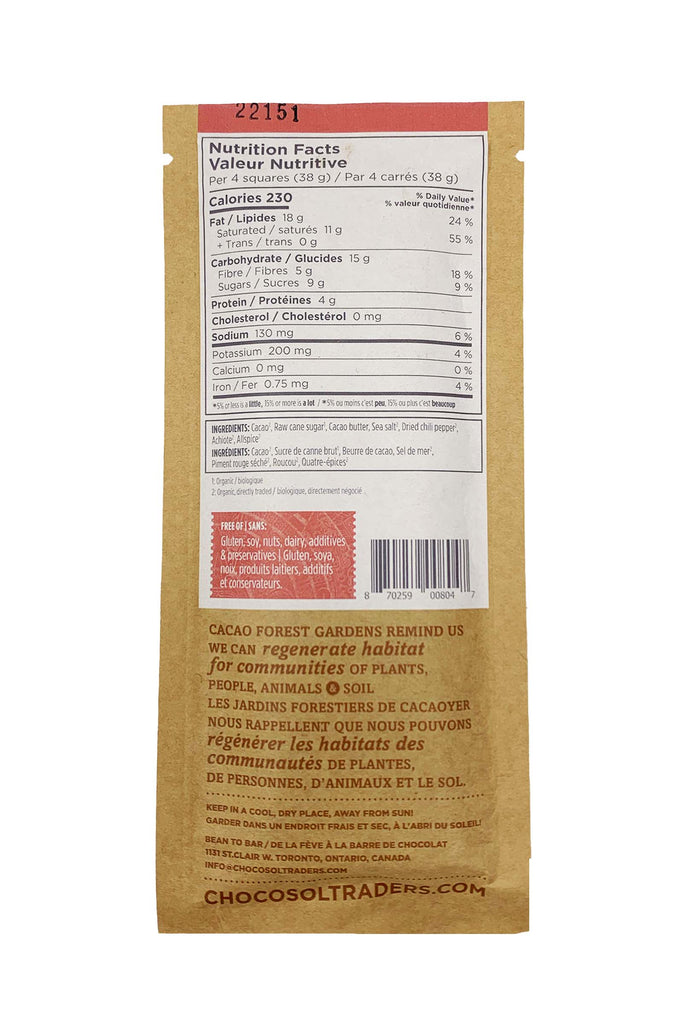 22151
Nutrition Facts
Valeur Nutritive
Per 4 squares (38 g) / Par 4 carrés (38 g)
Calories 230
% Daily Value*
% valeur quotidienne*
Fat / Lipides 18 g 24 %
Saturated / saturés 11 g
+ Trans / trans 0 g 55 %
Carbohydrate / Glucides 15 g
Fibre / Fibres 5 g 18 %
Sugars / Sucres 9 g 9 %
Protein / Protéines 4 g
Cholesterol / Cholestérol 0 mg
Sodium 130 mg 6 %
Potassium 200 mg 4 %
Calcium 0 mg 0 %
Iron / Fer 0.75 mg 4 %
*5% or less is a little, 15% or more is a lot / *5% ou moins c'est peu, 15% ou plus c'est beaucoup
INGREDIENTS: Cacao², Raw cane sugar¹, Cacao butter, Sea salt¹, Dried chili pepper²,
Achiote², Allspice²
INGRÉDIENTS: Cacao², Sucre de canne brut¹, Beurre de cacao, Sel de mer²,
Piment rouge séché², Roucou², Quatre-épices²
1: Organic / biologique
2: Organic, directly traded / biologique, directement négocié
FREE OF | SANS:
Gluten, soy, nuts, dairy, additives
& preservatives | Gluten, soya,
noix, produits laitiers, additifs
et conservateurs.
8 70259 00804 7
CACAO FOREST GARDENS REMIND US
WE CAN regenerate habitat
for communities OF PLANTS,
PEOPLE, ANIMALS & SOIL
LES JARDINS FORESTIERS DE CACAOYER
NOUS RAPPELLENT QUE NOUS POUVONS
régénérer les habitats des
communautés DE PLANTES,
DE PERSONNES, D'ANIMAUX ET LE SOL.
KEEP IN A COOL, DRY PLACE, AWAY FROM SUN!
GARDER DANS UN ENDROIT FRAIS ET SEC, À L'ABRI DU SOLEIL!
BEAN TO BAR / DE LA FÈVE À LA BARRE DE CHOCOLAT
1131 ST.CLAIR W. TORONTO, ONTARIO, CANADA
INFO@CHOCOSOLTRADERS.COM
CHOCOSOLTRADERS.COM